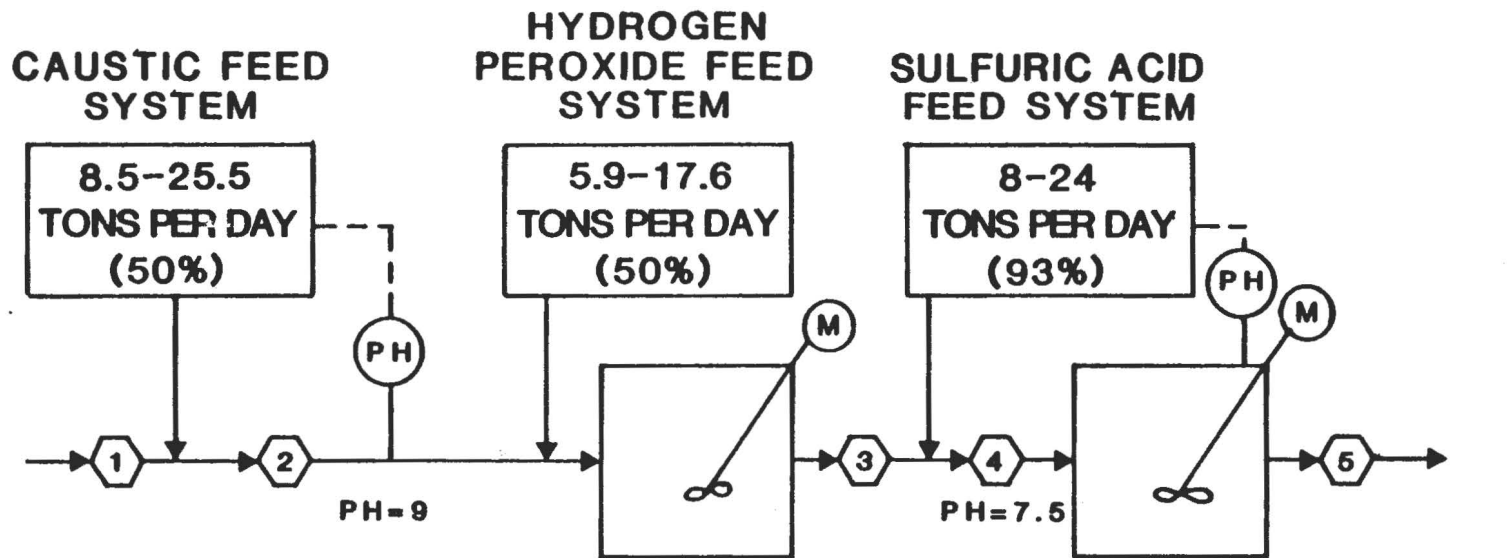 CAUSTIC FEED
SYSTEM
8.5-25.5
TONS PER DAY
(50%)
HYDROGEN
PEROXIDE FEED
SYSTEM
5.9-17.6
TONS PER DAY
(50%)
SULFURIC ACID
FEED SYSTEM
8-24
TONS PER DAY
(93%)
PH
M
PH
M
1
2
3
4
5
PH=9
PH=7.5